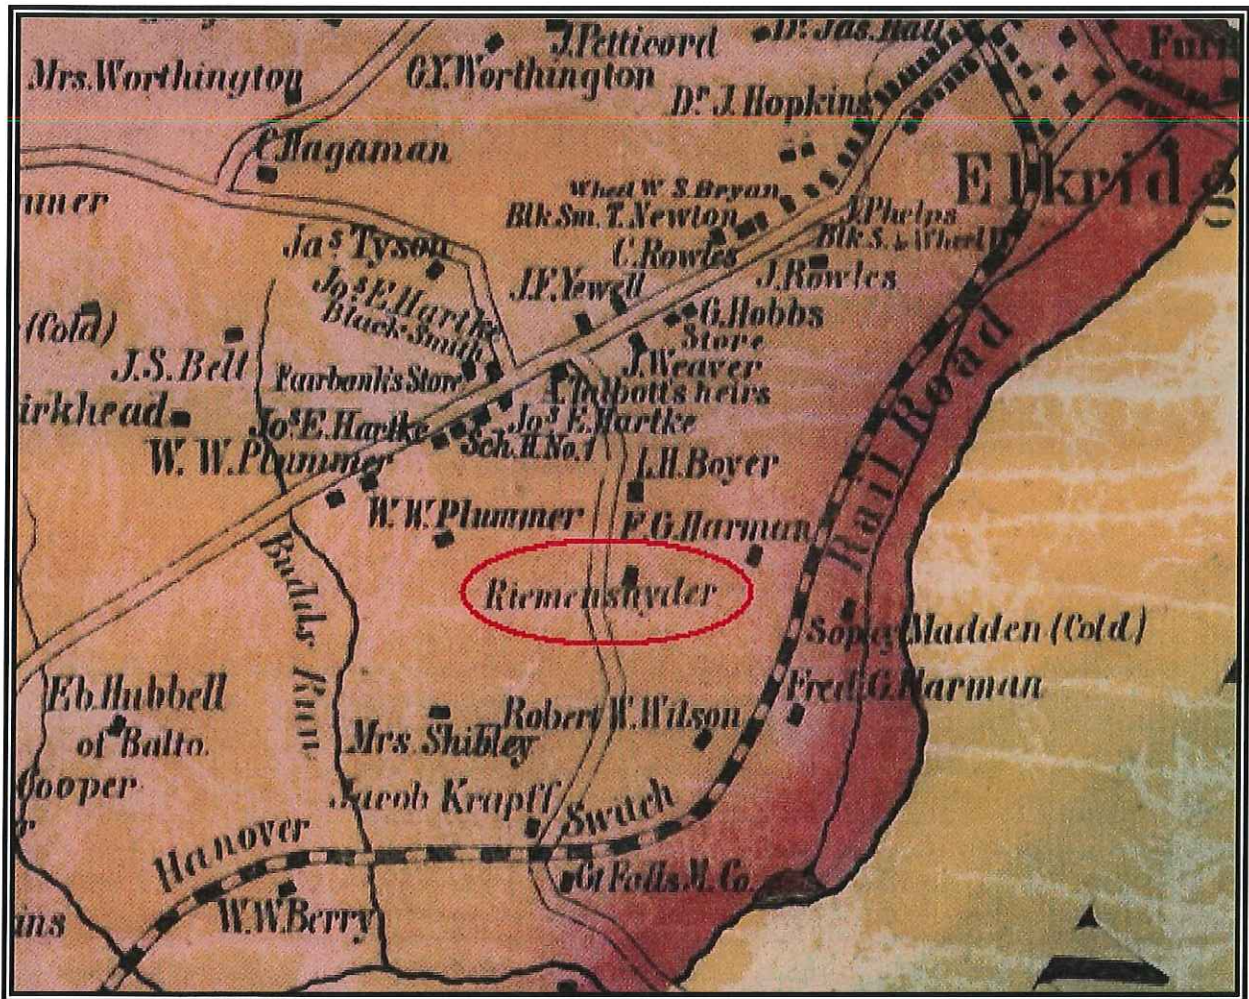 J. Petticord
Dr. Jas. Hall
Mrs. Worthington
G.Y. Worthington
Dr. J. Hopkins
C. Hagaman
Elkrid
Wheel W. S. Bryan
Blk Sm. T. Newton
J. Phelps
Blk S. & Wheel W
Jas Tyson
C. Rowles
J. Rowles
J.F. Yewell
Jos E. Hartke
Black Smith
G. Hobbs
Store
(Cold)
J.S. Bell
Fairbanks Store
J. Weaver
A. Talbott's heirs
irkhead
Jos E. Hartke
Jos E. Hartke
Sch. H. No. 1
W. W. Plummer
L.H. Boyer
Rail Road
W. W. Plummer
F. G. Harman
Budds Run
Riemenshyder
Sophy Madden (Cold.)
Fred. G. Harman
Eb. Hubbell
of Balto.
Robert W. Wilson
Mrs. Shibley
Cooper
Jacob Krapff
Hanover
Switch
Gt Falls M. Co.
W. W. Berry
ins